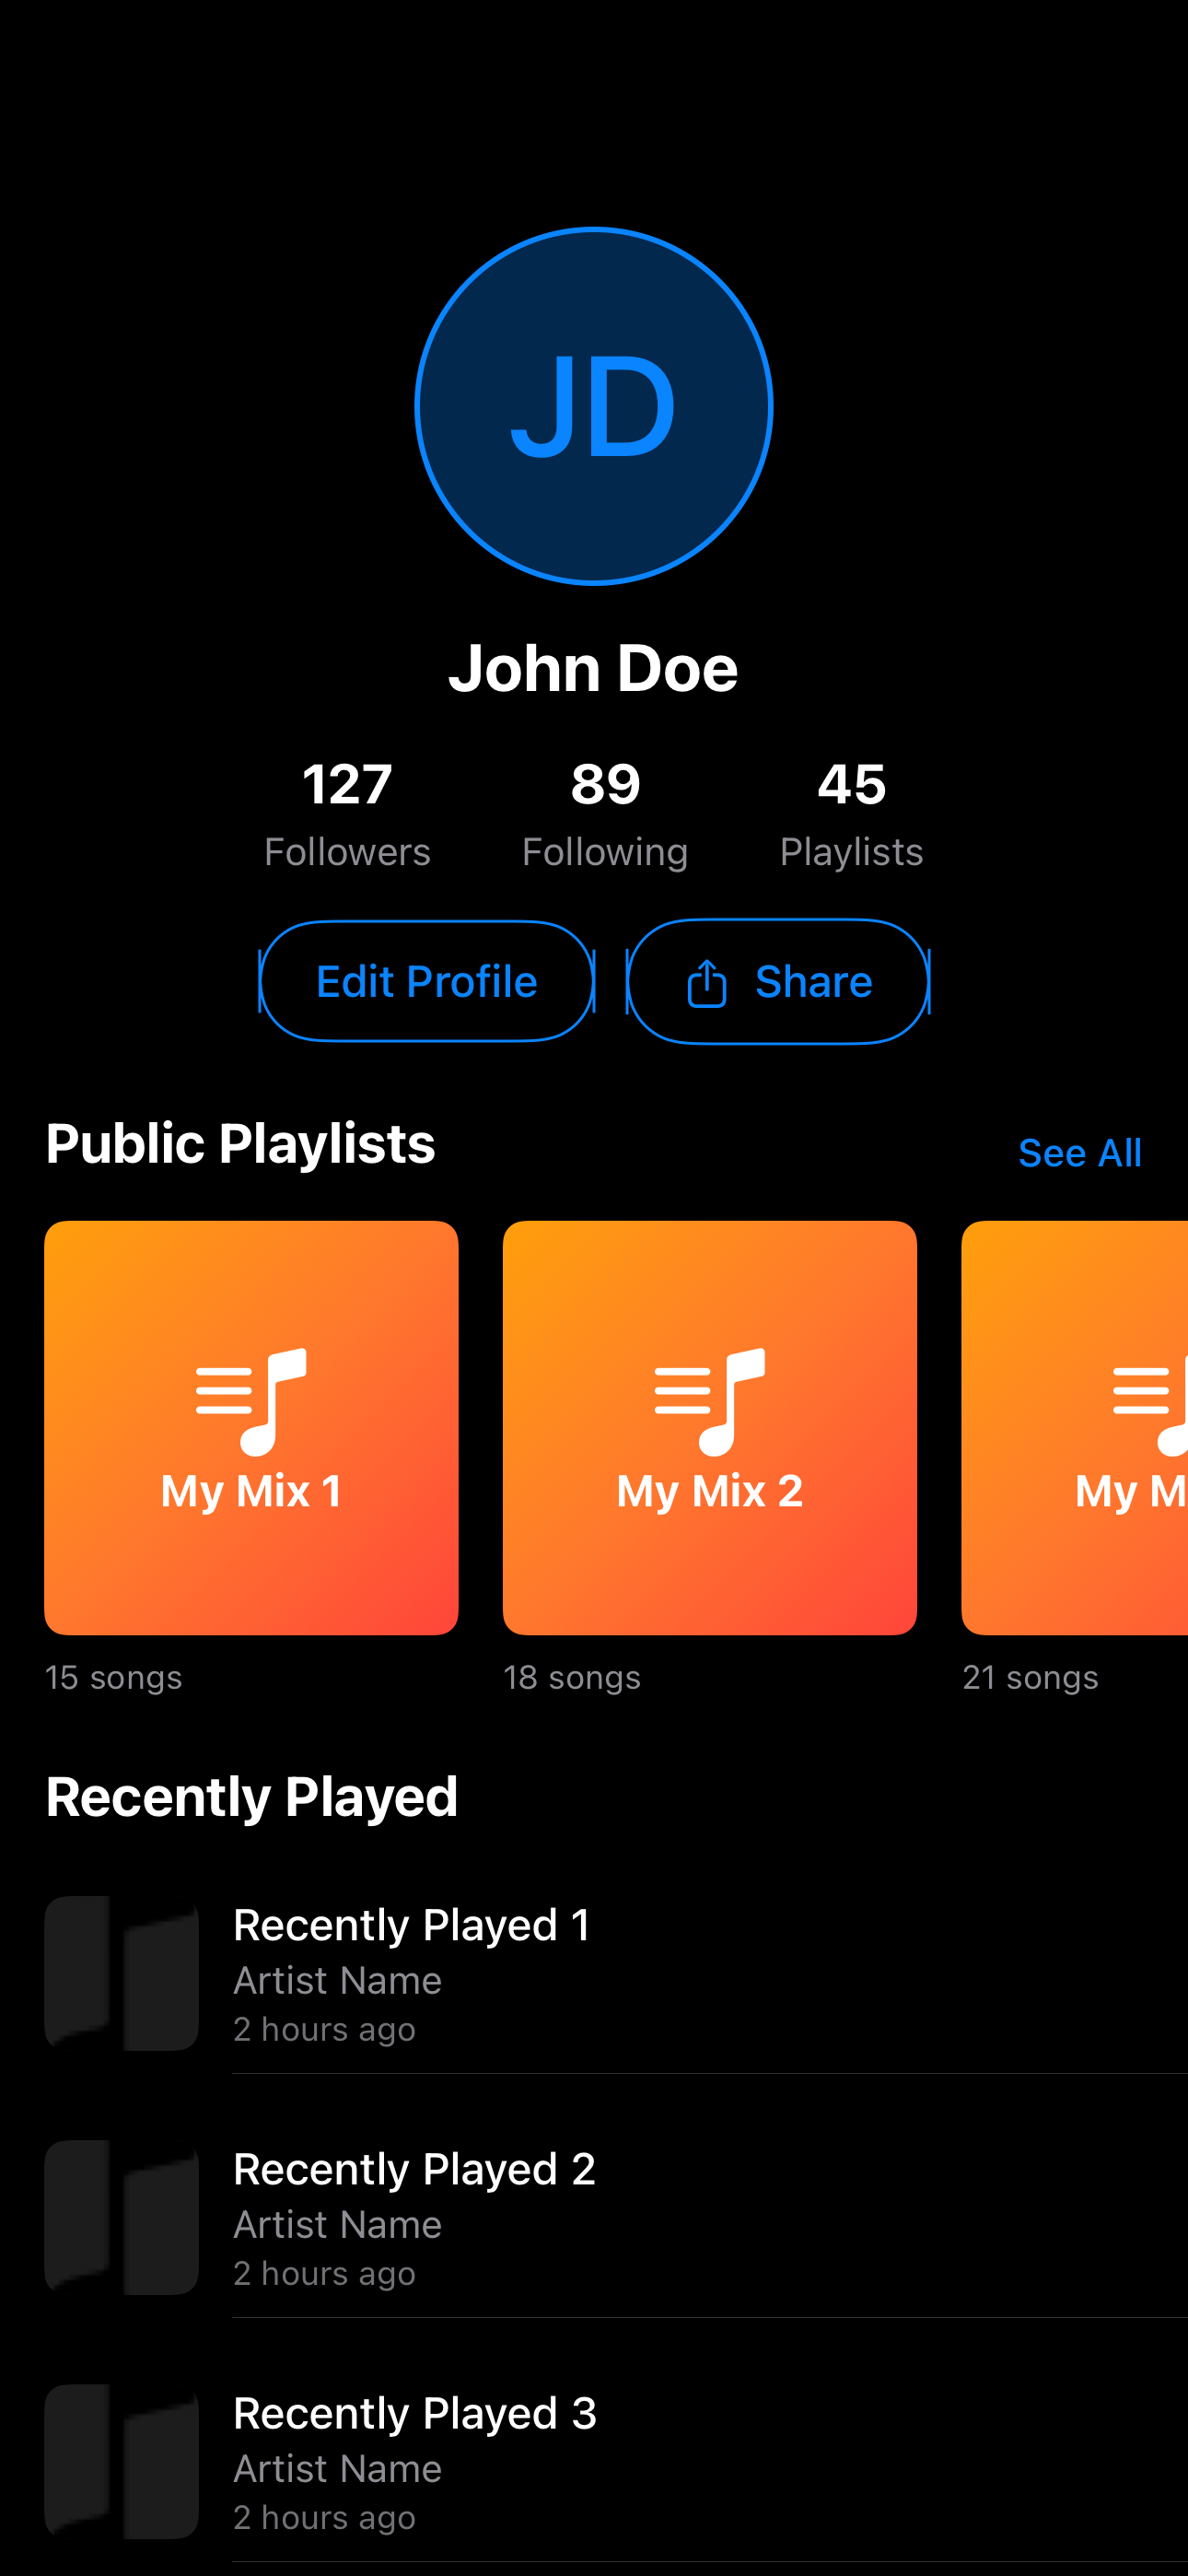 JD
John Doe
127 89 45
Followers Following Playlists
Edit Profile Share
Public Playlists See All
My Mix 1 My Mix 2 My M
15 songs 18 songs 21 songs
Recently Played
Recently Played 1
Artist Name
2 hours ago
Recently Played 2
Artist Name
2 hours ago
Recently Played 3
Artist Name
2 hours ago